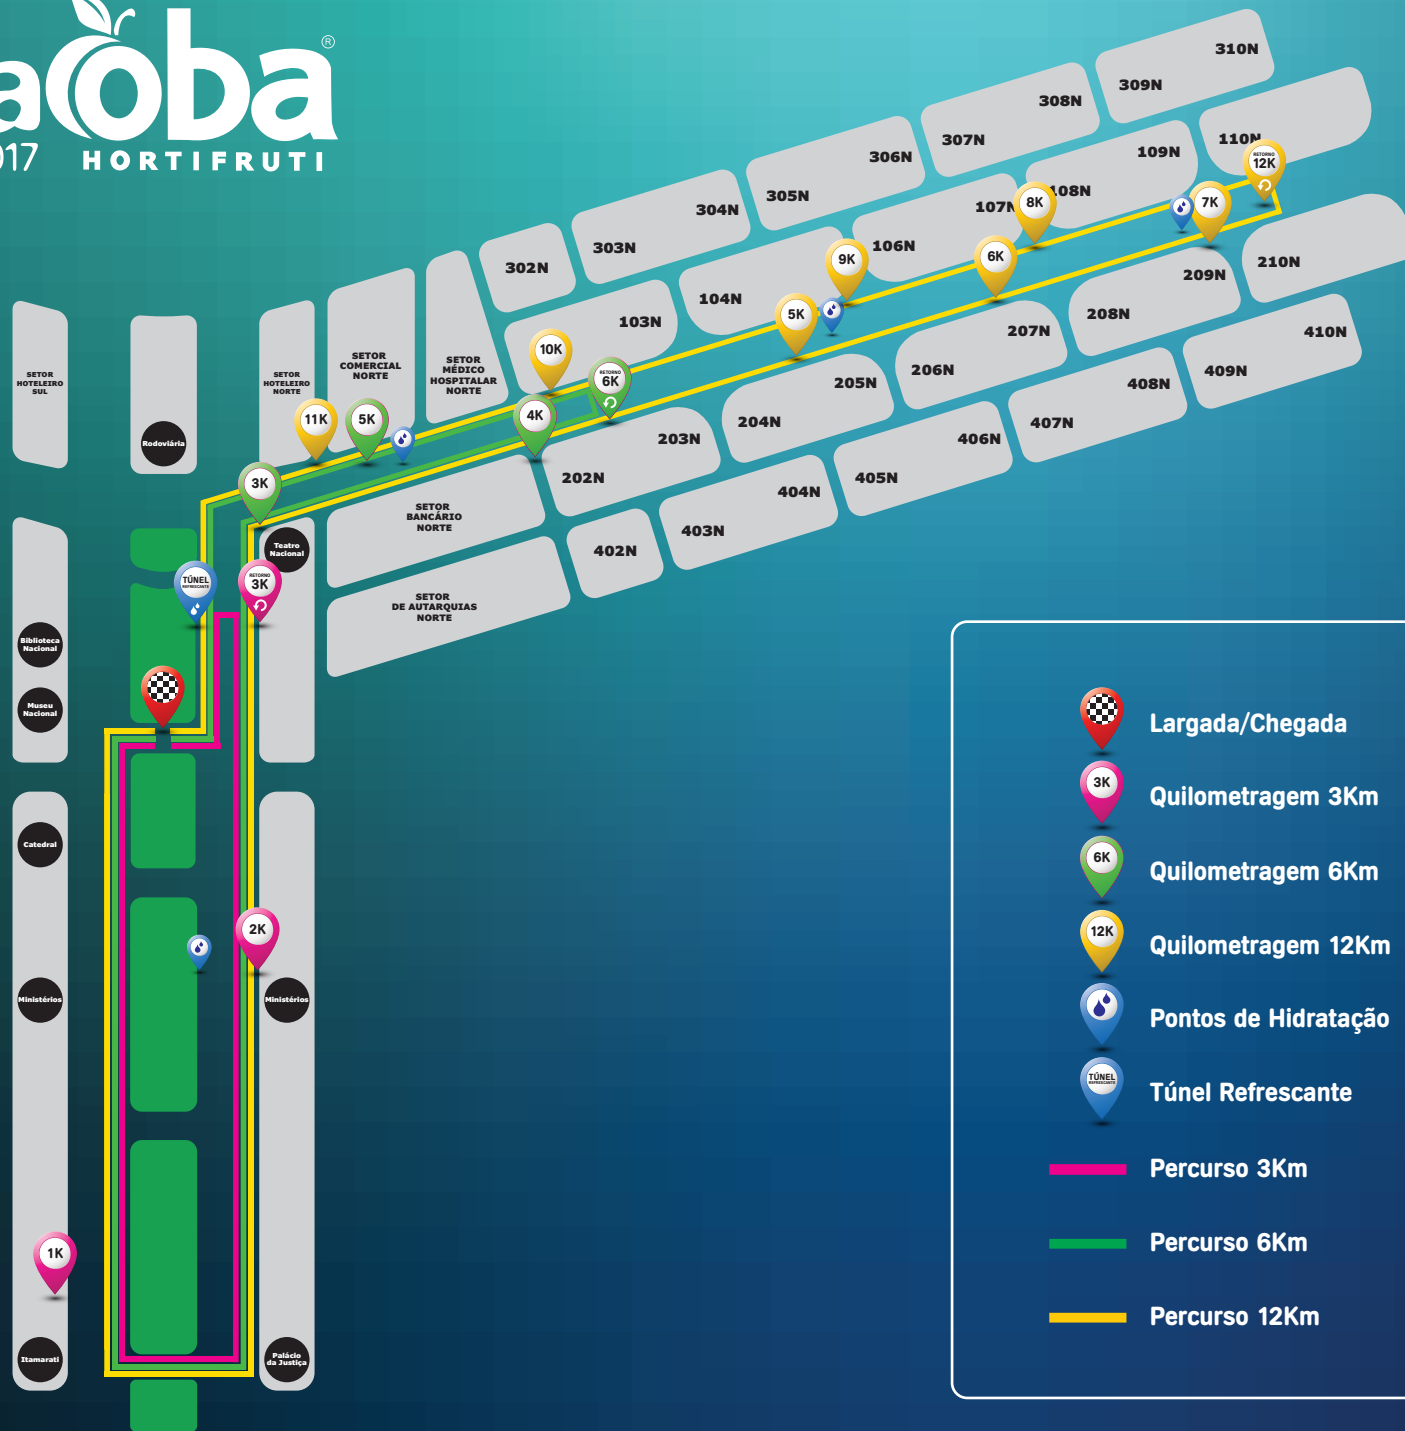 aoba®
017 HORTIFRUTI
310N
309N
308N
307N
306N
305N
304N
303N
302N
110N
109N
108N
107N
106N
104N
103N
RETORNO
12K
7K
8K
6K
9K
5K
10K
RETORNO
6K
4K
11K
5K
3K
210N
209N
208N
207N
206N
205N
204N
203N
202N
410N
409N
408N
407N
406N
405N
404N
403N
402N
SETOR
HOTELEIRO
SUL
Rodoviária
SETOR
HOTELEIRO
NORTE
SETOR
COMERCIAL
NORTE
SETOR
MÉDICO
HOSPITALAR
NORTE
SETOR
BANCÁRIO
NORTE
SETOR
DE AUTARQUIAS
NORTE
Teatro
Nacional
TÚNEL
REFRESCANTE
RETORNO
3K
Biblioteca
Nacional
Museu
Nacional
Catedral
2K
Ministérios
Ministérios
1K
Itamarati
Palácio
da Justiça
Largada/Chegada
3K Quilometragem 3Km
6K Quilometragem 6Km
12K Quilometragem 12Km
Pontos de Hidratação
TÚNEL
REFRESCANTE
Túnel Refrescante
Percurso 3Km
Percurso 6Km
Percurso 12Km